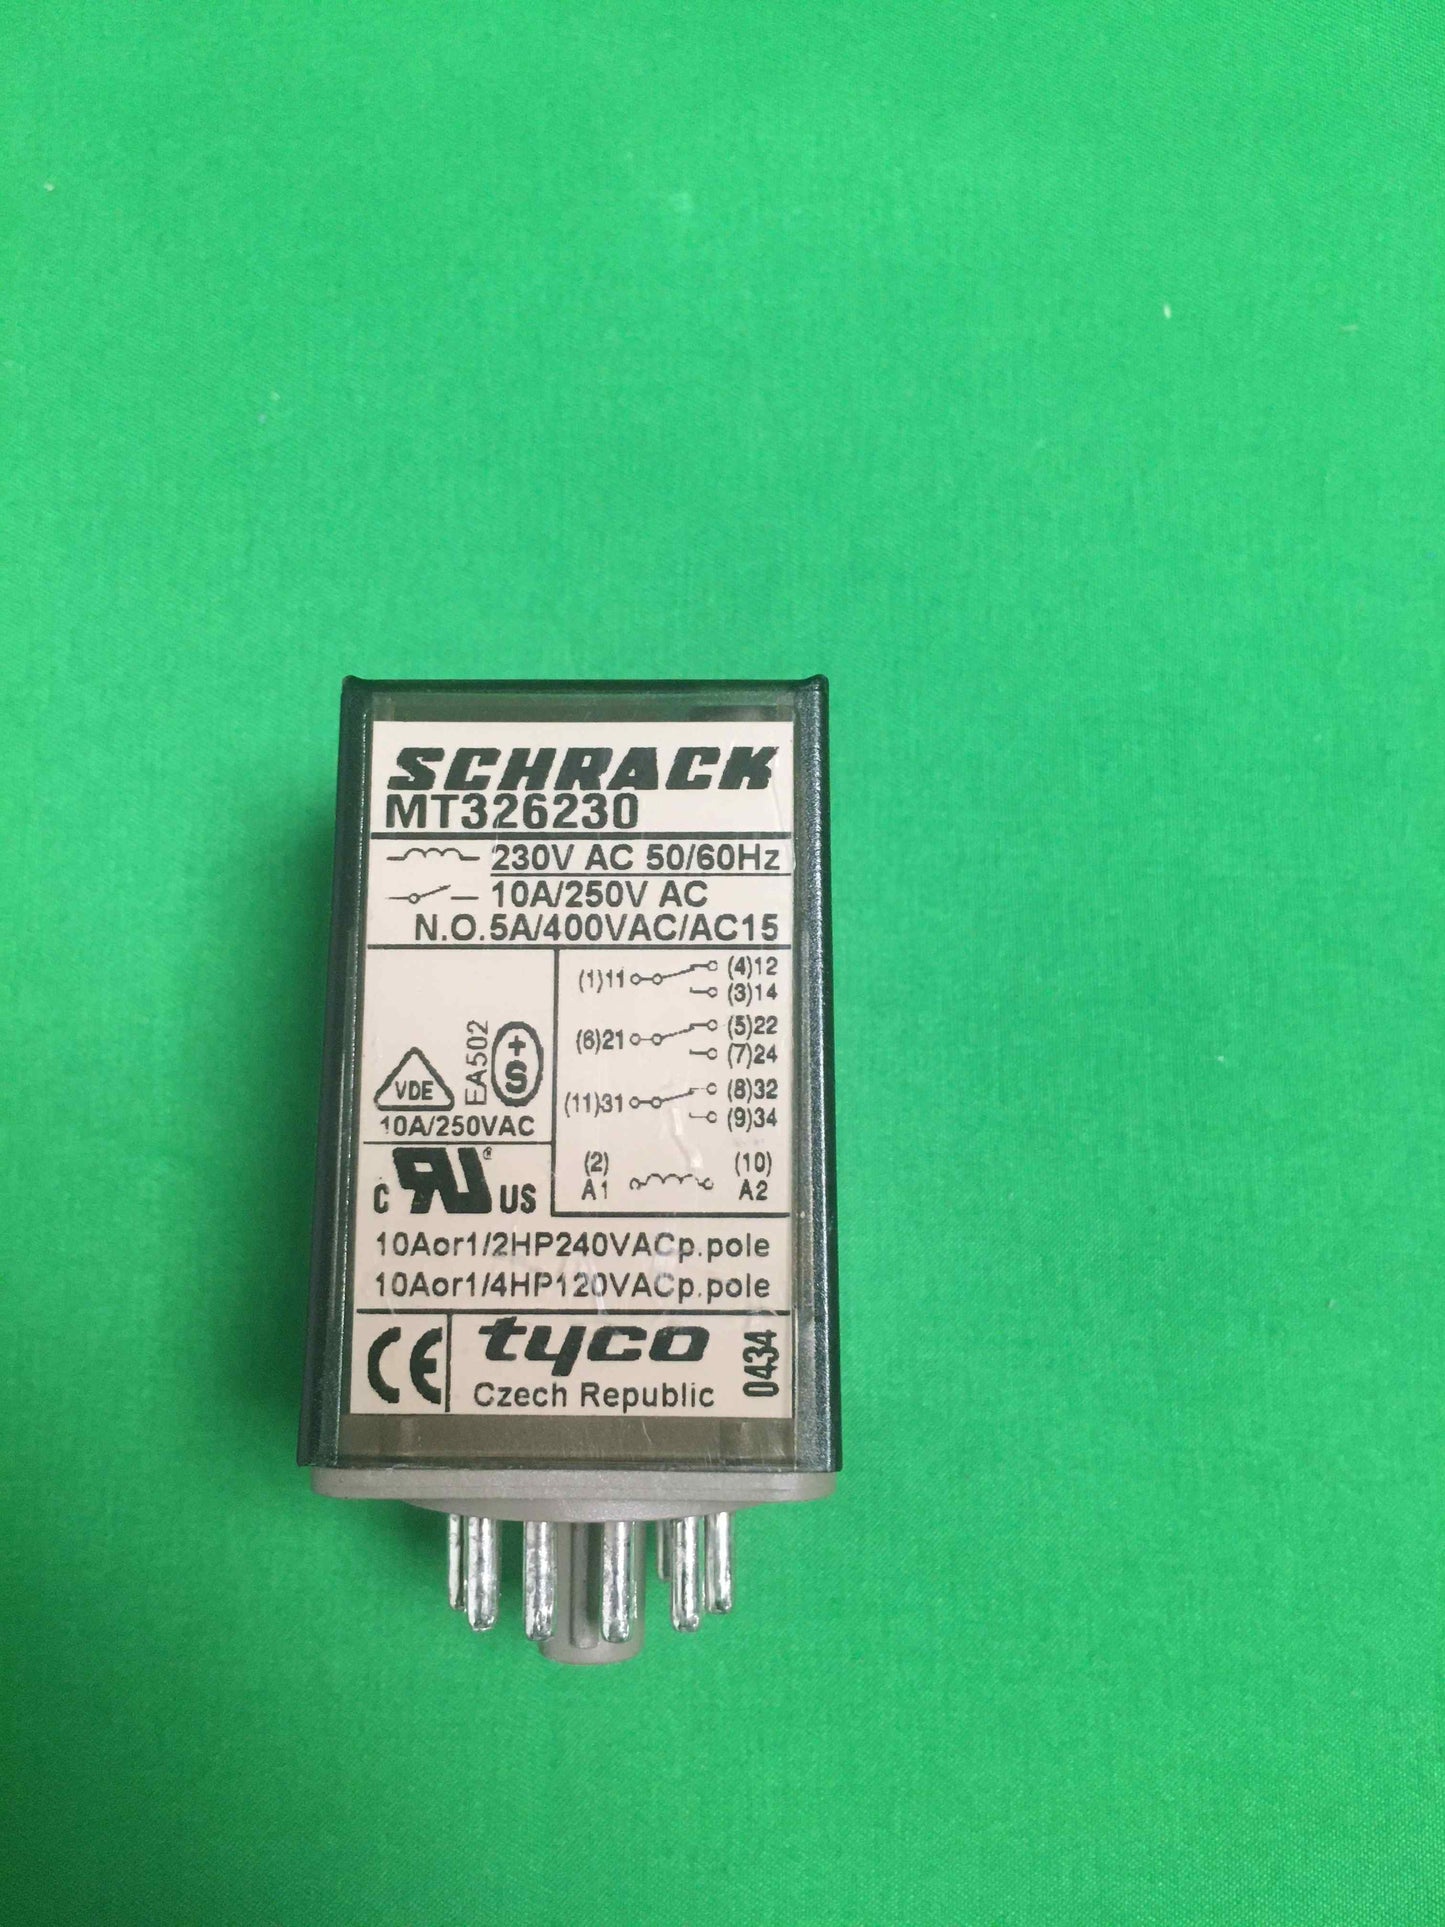 SCHRACK
MT326230
230V AC 50/60Hz
10A/250V AC
N.O.5A/400VAC/AC15
(1)11 (4)12
(3)14
(6)21 (5)22
(7)24
(11)31 (8)32
(9)34
(2) (10)
A1 A2
VDE EA502 +S
10A/250VAC
C RU ® US
10Aor1/2HP240VACp.pole
10Aor1/4HP120VACp.pole
CE tyco 0434
Czech Republic